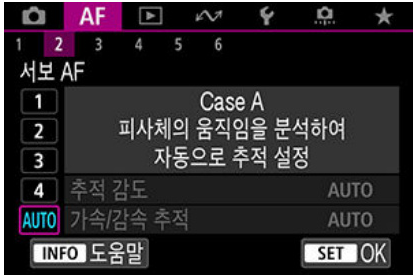 AF
1 2 3 4 5 6
서보 AF
1
Case A
2
피사체의 움직임을 분석하여
3
자동으로 추적 설정
4 추적 감도 AUTO
AUTO 가속/감속 추적 AUTO
INFO 도움말 SET OK